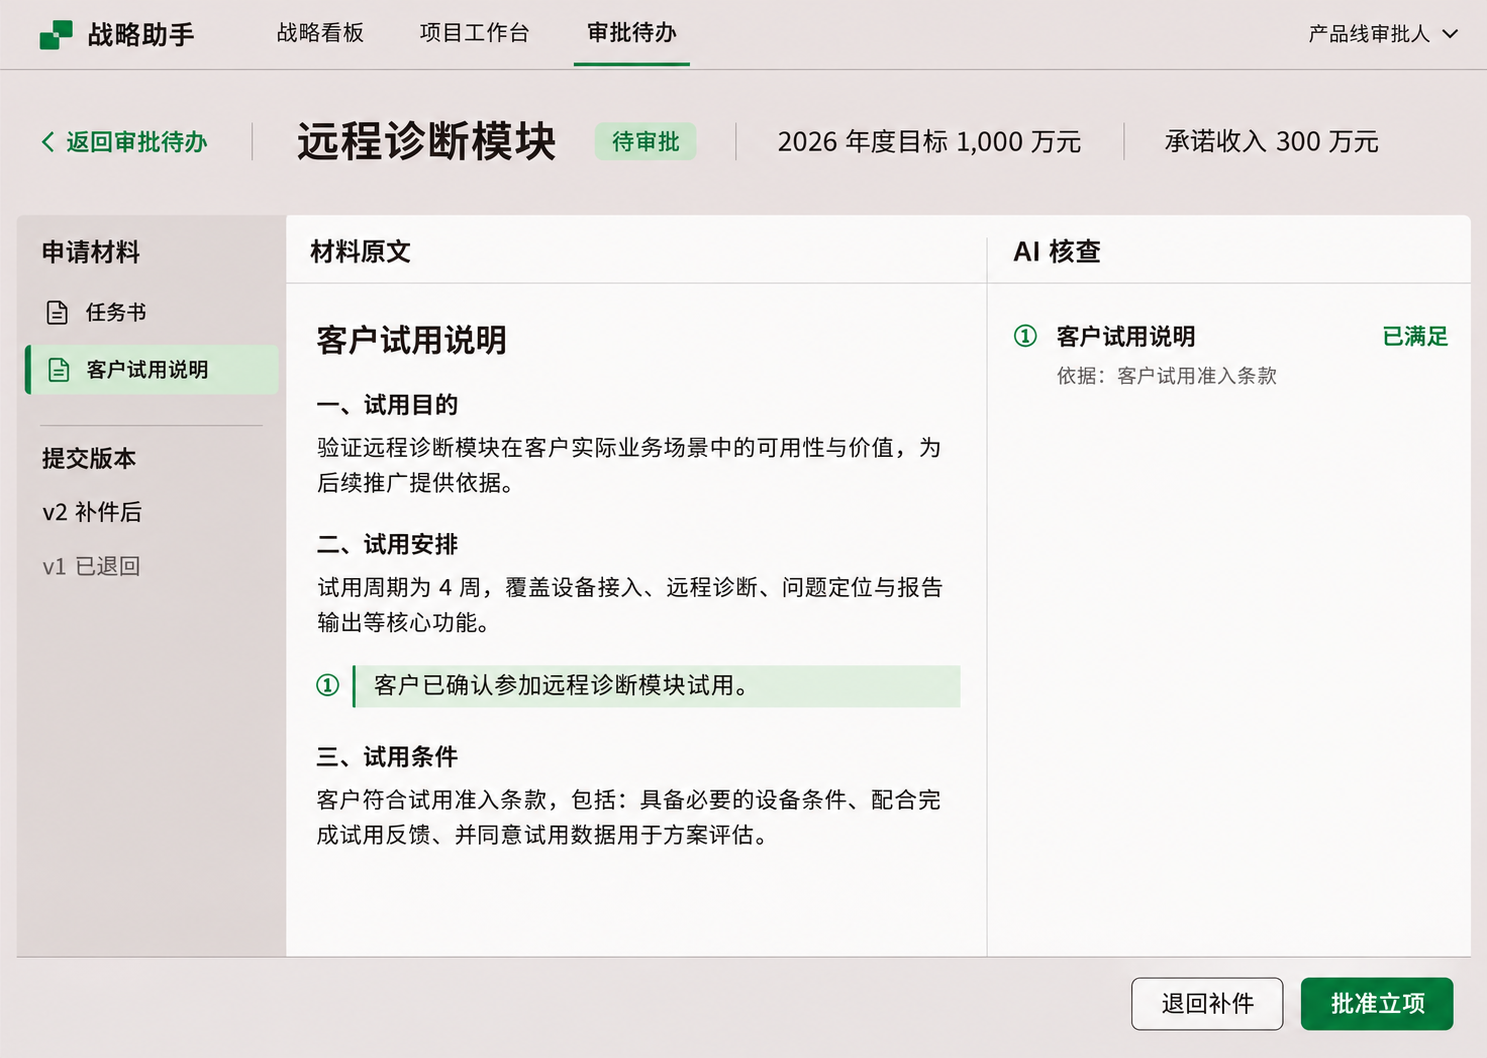 战略助手
战略看板
项目工作台
审批待办
产品线审批人
返回审批待办
远程诊断模块
待审批
2026 年度目标 1,000 万元
承诺收入 300 万元
申请材料
任务书
客户试用说明
提交版本
v2 补件后
v1 已退回
材料原文
客户试用说明
一、试用目的
验证远程诊断模块在客户实际业务场景中的可用性与价值，为
后续推广提供依据。
二、试用安排
试用周期为 4 周，覆盖设备接入、远程诊断、问题定位与报告
输出等核心功能。
① 客户已确认参加远程诊断模块试用。
三、试用条件
客户符合试用准入条款，包括：具备必要的设备条件、配合完
成试用反馈、并同意试用数据用于方案评估。
AI 核查
① 客户试用说明
已满足
依据：客户试用准入条款
退回补件
批准立项